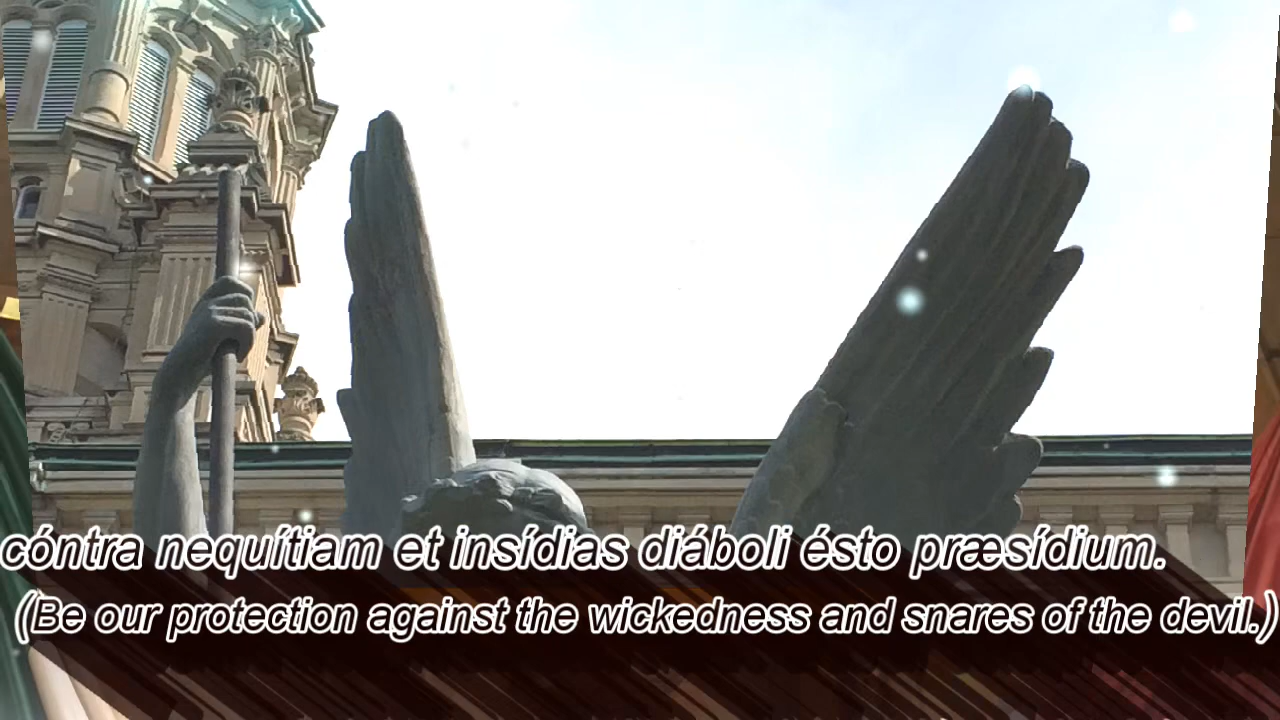 cóntra nequítiam et insídias diáboli ésto præsídium.
(Be our protection against the wickedness and snares of the devil.)